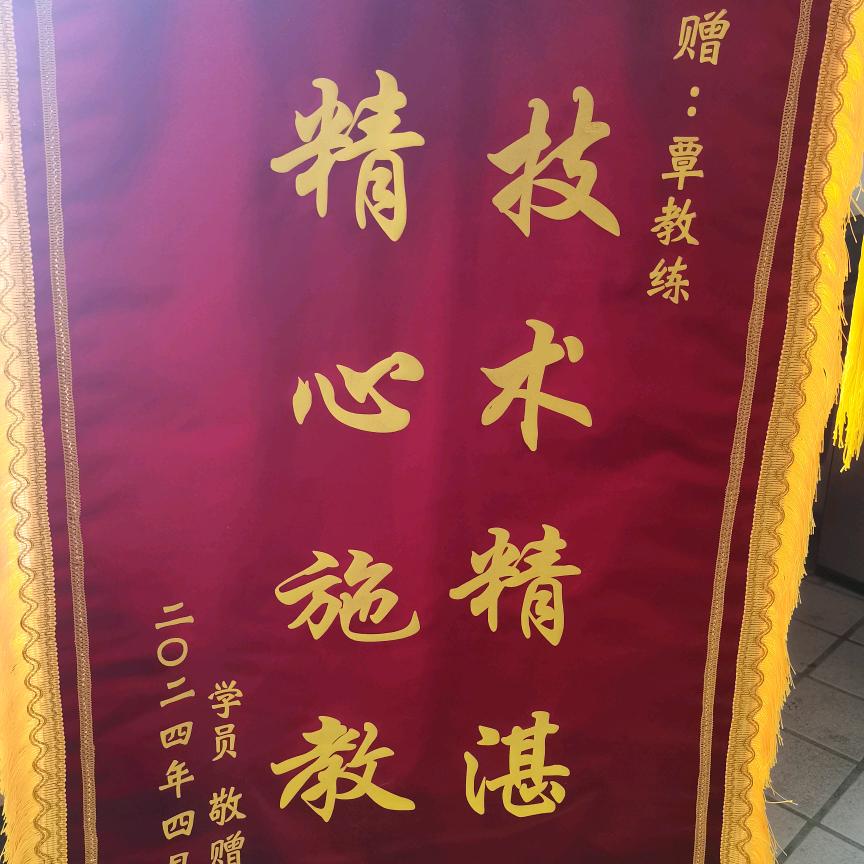 赠：覃教练
技术精湛
精心施教
学员 敬赠
二〇二四年四月